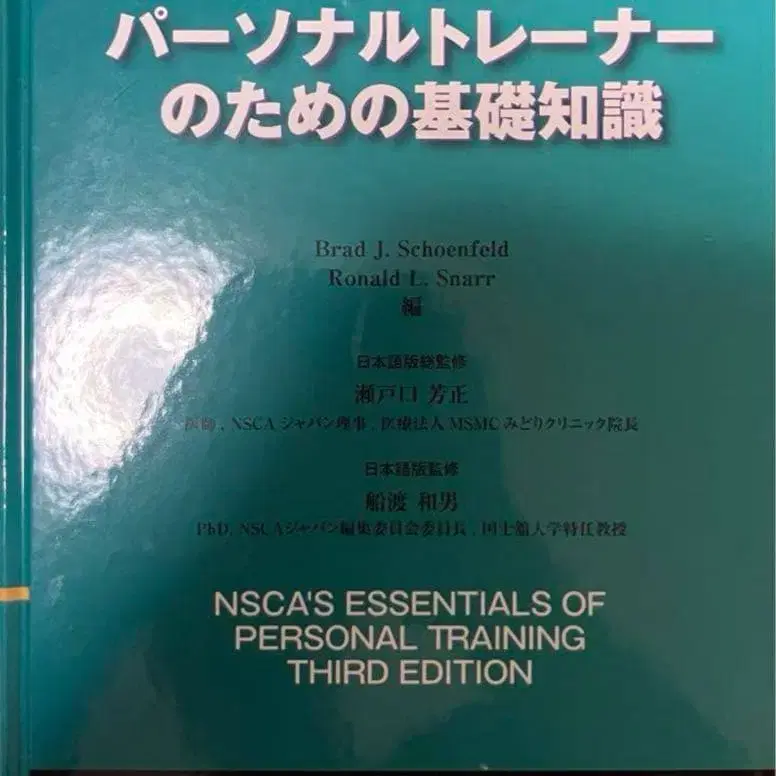 パーソナルトレーナー
のための基礎知識
Brad J. Schoenfeld
Ronald L. Snarr
編
日本語版総監修
瀬戸口 芳正
医師, NSCAジャパン理事, 医療法人MSMCみどりクリニック院長
日本語版監修
船渡 和男
PhD, NSCAジャパン編集委員会委員長, 国士舘大学特任教授
NSCA'S ESSENTIALS OF
PERSONAL TRAINING
THIRD EDITION